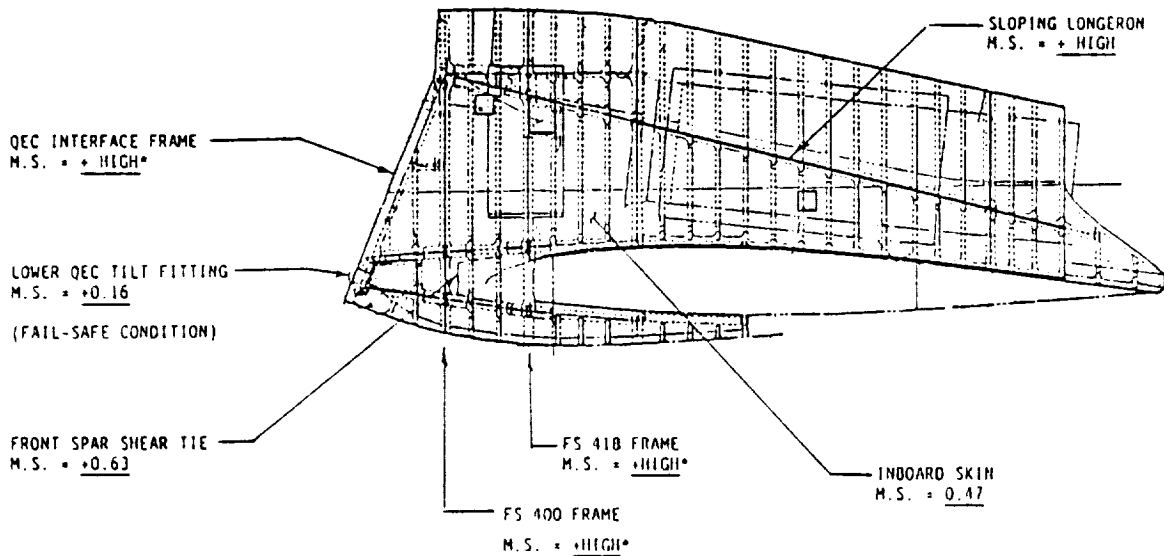 SLOPING LONGERON
M.S. = + HIGH
QEC INTERFACE FRAME
M.S. = + HIGH*
LOWER QEC TILT FITTING
M.S. = +0.16
(FAIL-SAFE CONDITION)
FRONT SPAR SHEAR TIE
M.S. = +0.63
FS 418 FRAME
M.S. = +HIGH*
INBOARD SKIN
M.S. = 0.47
FS 400 FRAME
M.S. = +HIGH*